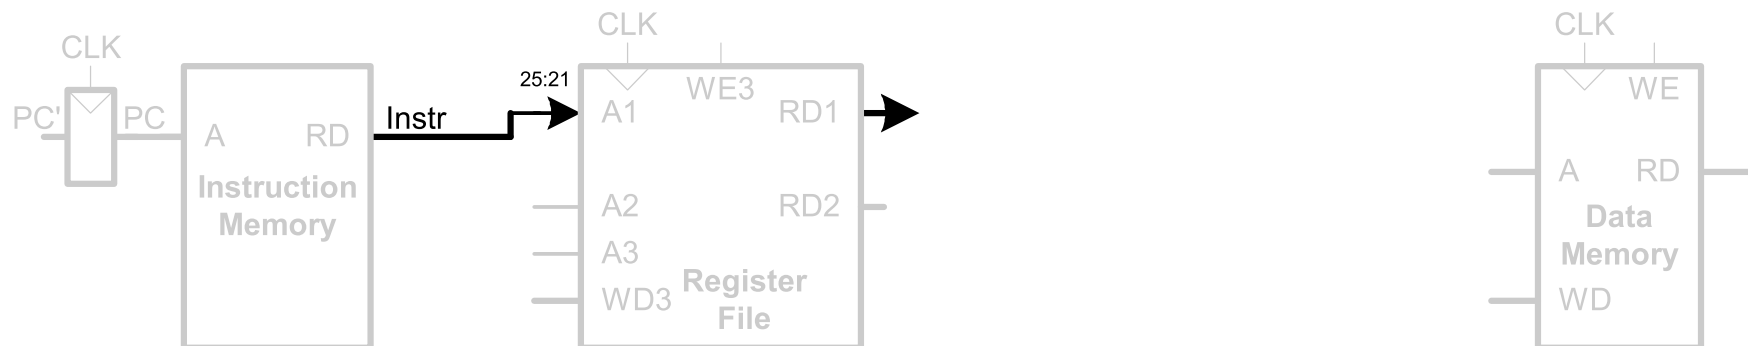 CLK
CLK
CLK
PC'
PC
A
RD
Instruction
Memory
Instr
25:21
A1
WE3
RD1
A2
RD2
A3
WD3
Register
File
WE
A
RD
Data
Memory
WD